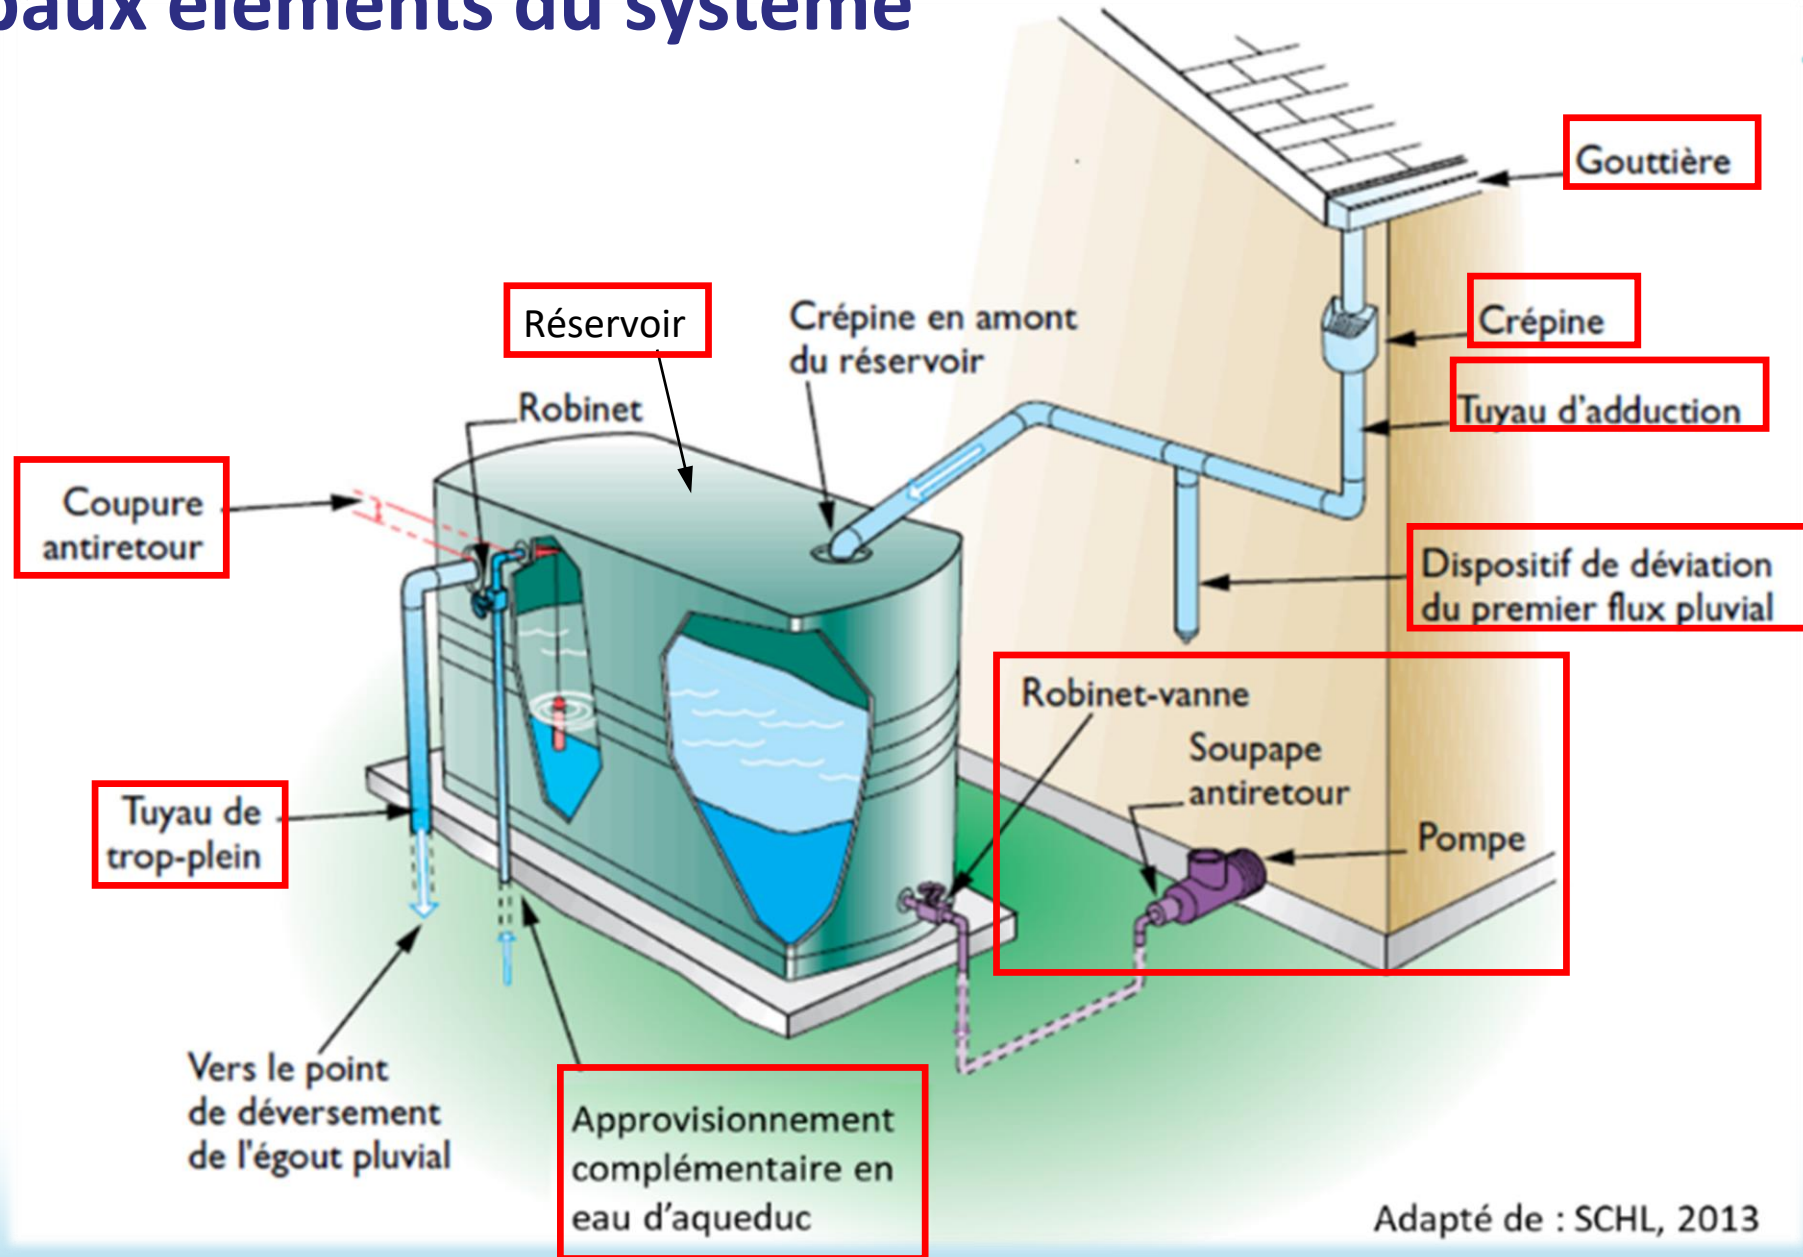 éléments du système
Gouttière
Réservoir
Crépine en amont
du réservoir
Crépine
Robinet
Tuyau d’adduction
Coupure
antiretour
Dispositif de déviation
du premier flux pluvial
Robinet-vanne
Soupape
antiretour
Tuyau de
trop-plein
Pompe
Vers le point
de déversement
de l'égout pluvial
Approvisionnement
complémentaire en
eau d’aqueduc
Adapté de : SCHL, 2013